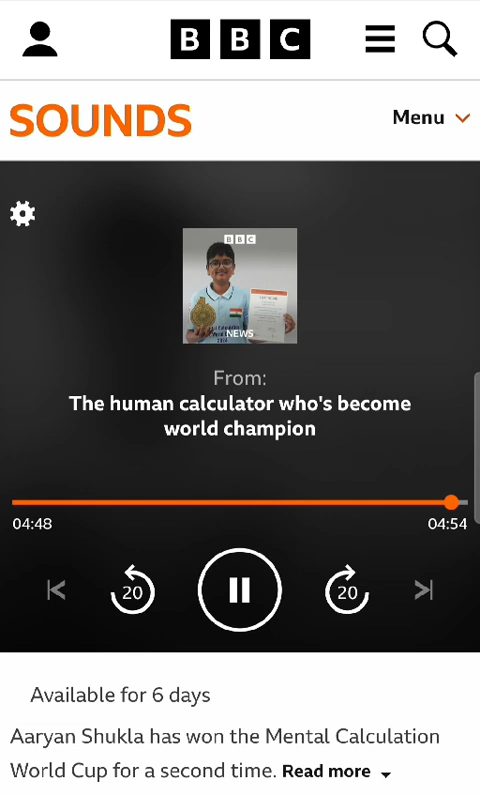 BBC
SOUNDS
Menu
BBC
NEWS
From:
The human calculator who's become
world champion
04:48
04:54
20
20
Available for 6 days
Aaryan Shukla has won the Mental Calculation
World Cup for a second time. Read more